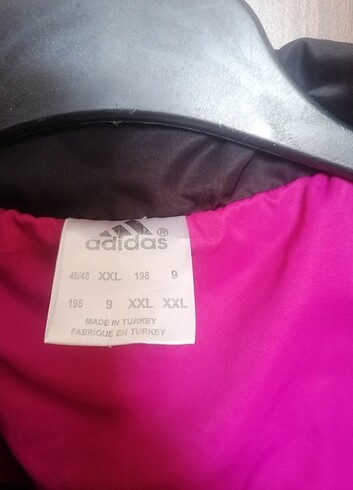 adidas®
46/48 XXL 198 9
198 9 XXL XXL
MADE IN TURKEY
FABRIQUE EN TURKEY